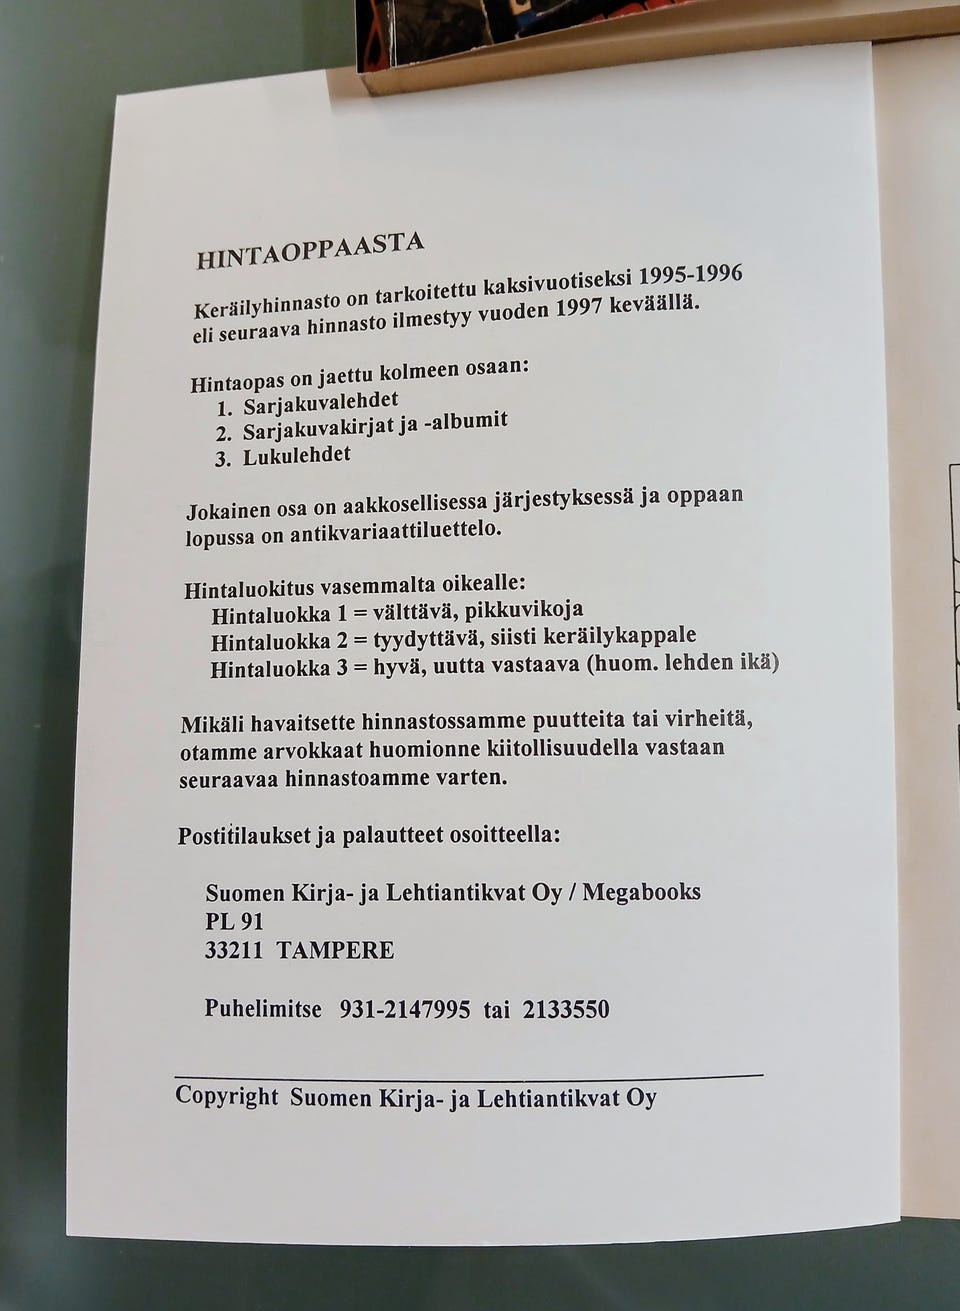 HINTAOPPAASTA
Keräilyhinnasto on tarkoitettu kaksivuotiseksi 1995-1996
eli seuraava hinnasto ilmestyy vuoden 1997 keväällä.
Hintaopas on jaettu kolmeen osaan:
1. Sarjakuvalehdet
2. Sarjakuvakirjat ja -albumit
3. Lukulehdet
Jokainen osa on aakkosellisessa järjestyksessä ja oppaan
lopussa on antikvariaattiluettelo.
Hintaluokitus vasemmalta oikealle:
Hintaluokka 1 = välttävä, pikkuvikoja
Hintaluokka 2 = tyydyttävä, siisti keräilykappale
Hintaluokka 3 = hyvä, uutta vastaava (huom. lehden ikä)
Mikäli havaitsette hinnastossamme puutteita tai virheitä,
otamme arvokkaat huomionne kiitollisuudella vastaan
seuraavaa hinnastoamme varten.
Postitilaukset ja palautteet osoitteella:
Suomen Kirja- ja Lehtiantikvat Oy / Megabooks
PL 91
33211 TAMPERE
Puhelimitse 931-2147995 tai 2133550
Copyright Suomen Kirja- ja Lehtiantikvat Oy